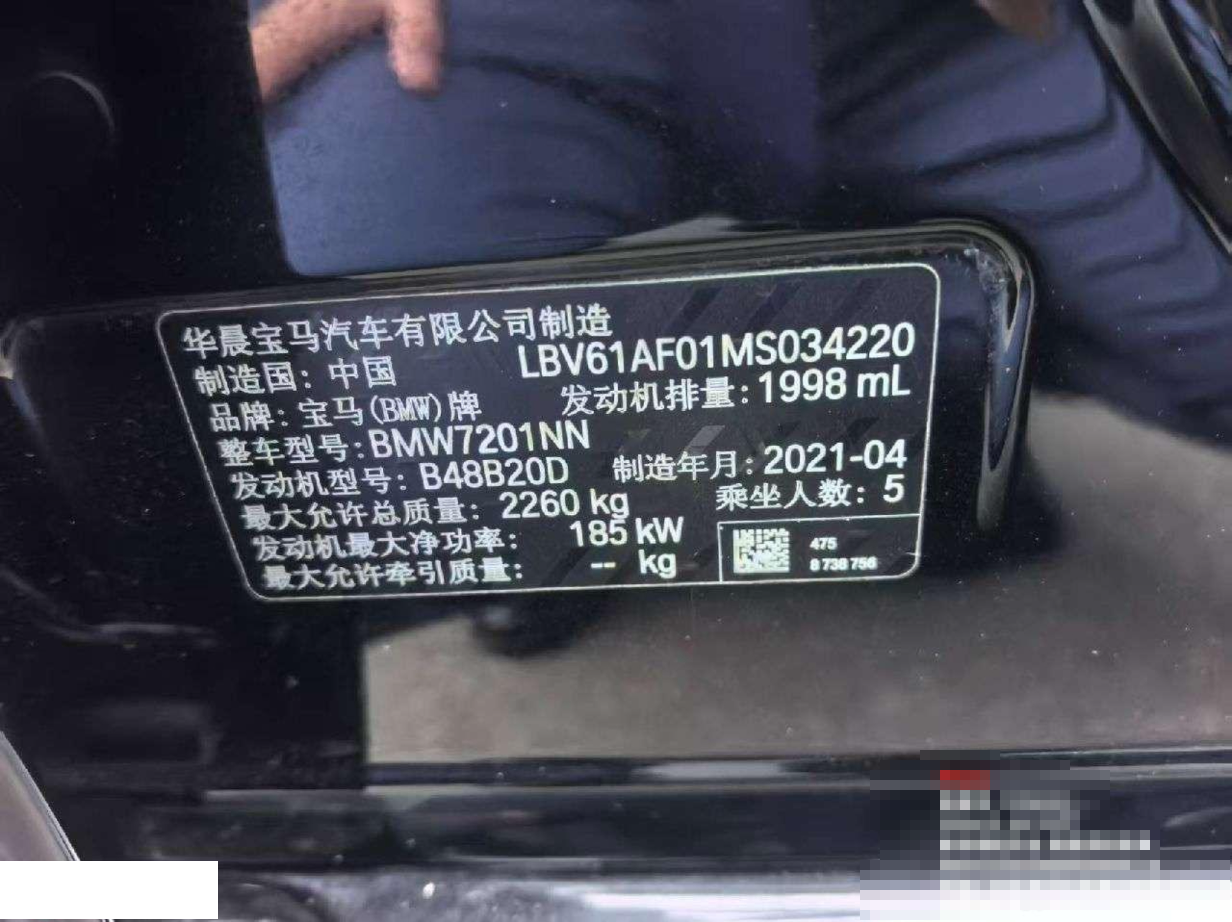 华晨宝马汽车有限公司制造
制造国：中国 LBV61AF01MS034220
品牌：宝马(BMW)牌 发动机排量：1998 mL
整车型号：BMW7201NN
发动机型号：B48B20D 制造年月：2021-04
最大允许总质量：2260 kg 乘坐人数：5
发动机最大净功率：185 kW
最大允许牵引质量：-- kg
475
8 738 756